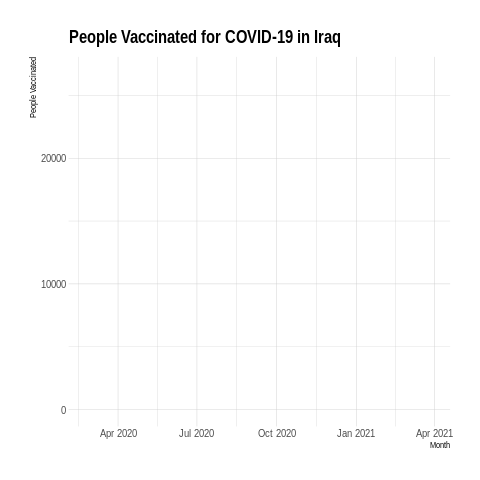 People Vaccinated for COVID-19 in Iraq
People Vaccinated
20000
10000
0
Apr 2020 Jul 2020 Oct 2020 Jan 2021 Apr 2021
Month